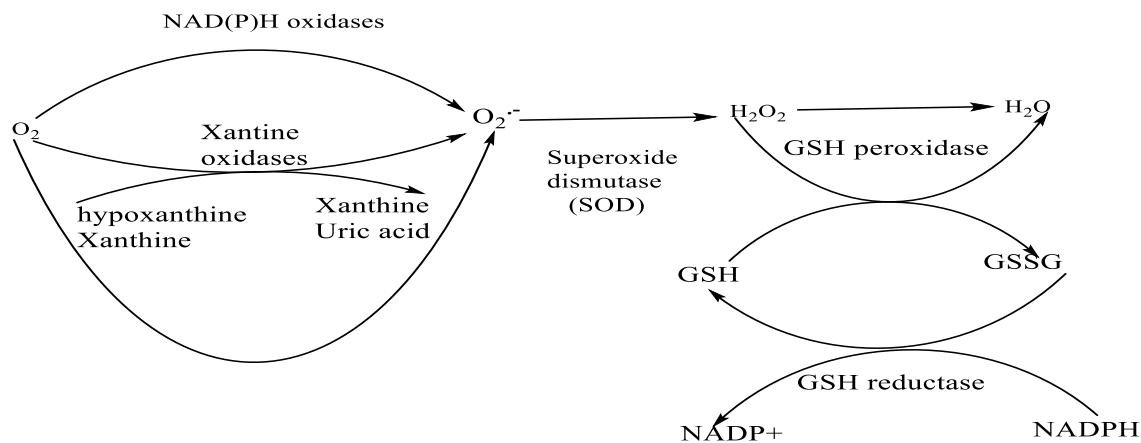 NAD(P)H oxidases
O₂
Xantine
oxidases
hypoxanthine
Xanthine
Xanthine
Uric acid
O₂·-
Superoxide
dismutase
(SOD)
H₂O₂
H₂O
GSH peroxidase
GSH
GSSG
GSH reductase
NADP+
NADPH